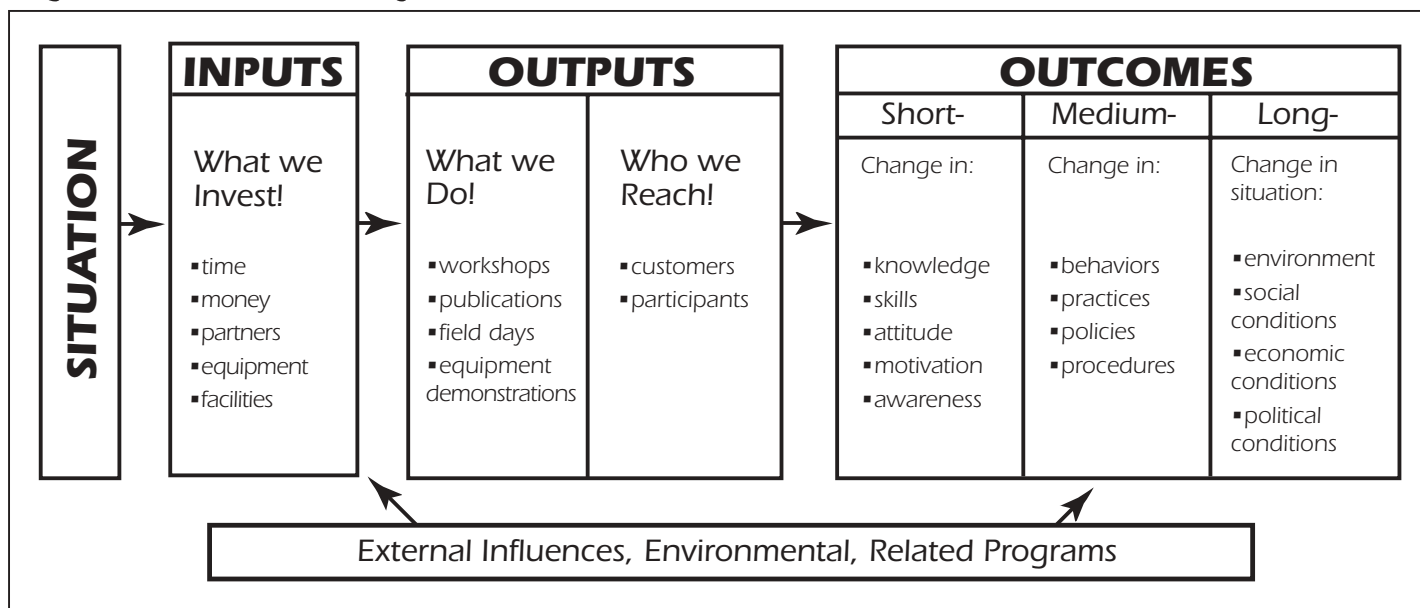 SITUATION
INPUTS
What we
Invest!
▪time
▪money
▪partners
▪equipment
▪facilities
OUTPUTS
What we
Do!
▪workshops
▪publications
▪field days
▪equipment
demonstrations
Who we
Reach!
▪customers
▪participants
OUTCOMES
Short-
Change in:
▪knowledge
▪skills
▪attitude
▪motivation
▪awareness
Medium-
Change in:
▪behaviors
▪practices
▪policies
▪procedures
Long-
Change in
situation:
▪environment
▪social
conditions
▪economic
conditions
▪political
conditions
External Influences, Environmental, Related Programs